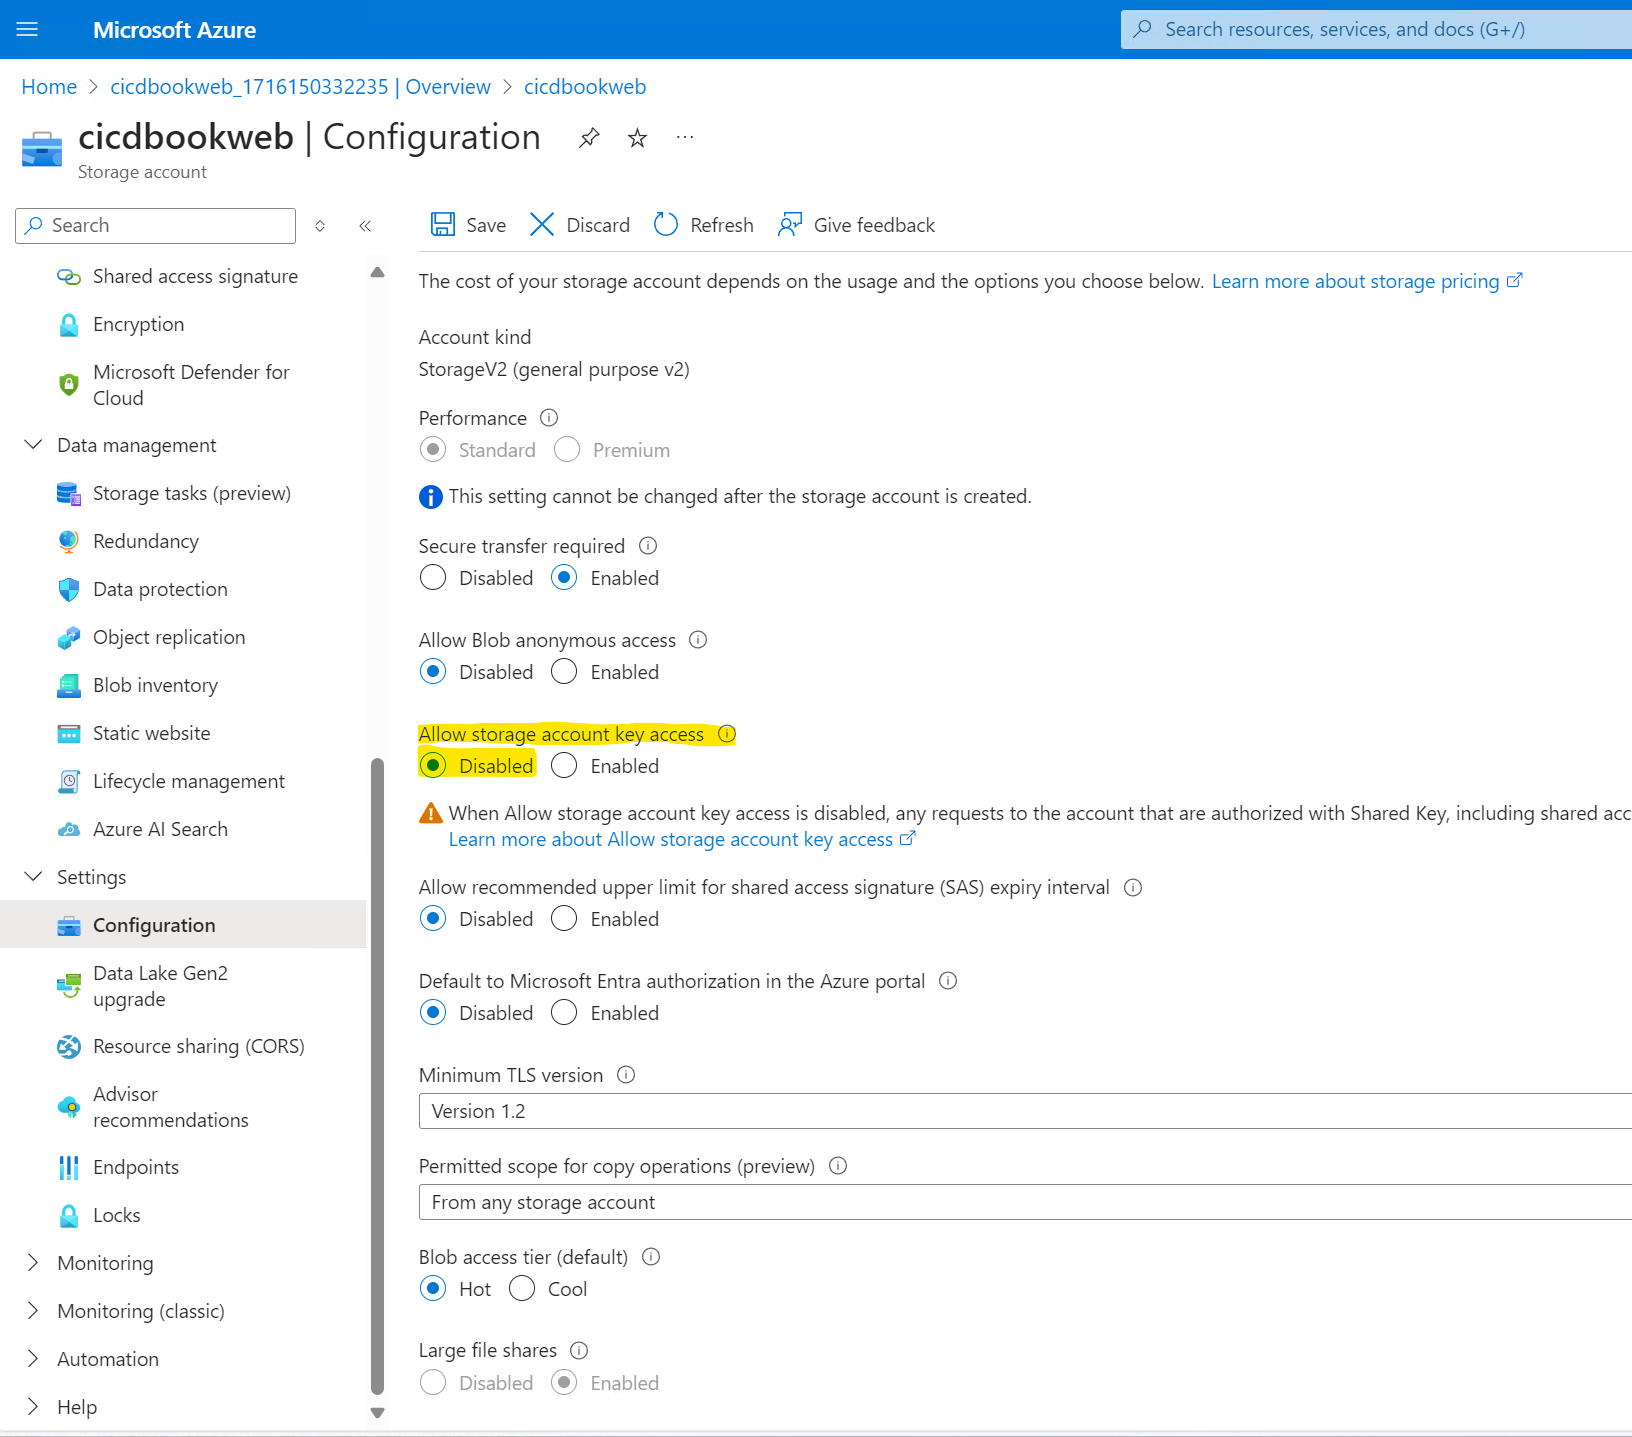 Microsoft Azure
Search resources, services, and docs (G+/)
Home > cicdbookweb_1716150332235 | Overview > cicdbookweb
cicdbookweb | Configuration
Storage account
Search
Shared access signature
Encryption
Microsoft Defender for
Cloud
Data management
Storage tasks (preview)
Redundancy
Data protection
Object replication
Blob inventory
Static website
Lifecycle management
Azure AI Search
Settings
Configuration
Data Lake Gen2
upgrade
Resource sharing (CORS)
Advisor
recommendations
Endpoints
Locks
Monitoring
Monitoring (classic)
Automation
Help
Save Discard Refresh Give feedback
The cost of your storage account depends on the usage and the options you choose below. Learn more about storage pricing
Account kind
StorageV2 (general purpose v2)
Performance
Standard Premium
This setting cannot be changed after the storage account is created.
Secure transfer required
Disabled Enabled
Allow Blob anonymous access
Disabled Enabled
Allow storage account key access
Disabled Enabled
When Allow storage account key access is disabled, any requests to the account that are authorized with Shared Key, including shared acc
Learn more about Allow storage account key access
Allow recommended upper limit for shared access signature (SAS) expiry interval
Disabled Enabled
Default to Microsoft Entra authorization in the Azure portal
Disabled Enabled
Minimum TLS version
Version 1.2
Permitted scope for copy operations (preview)
From any storage account
Blob access tier (default)
Hot Cool
Large file shares
Disabled Enabled